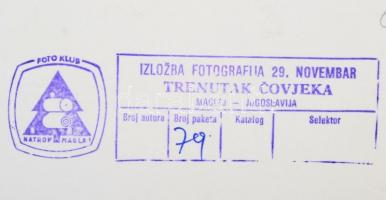 FOTO KLUB
NATRON MAGLAJ
IZLOŽBA FOTOGRAFIJA 29. NOVEMBAR
TRENUTAK ČOVJEKA
MAGLAJ – JUGOSLAVIJA
Broj autora Broj paketa Katalog Selektor
79